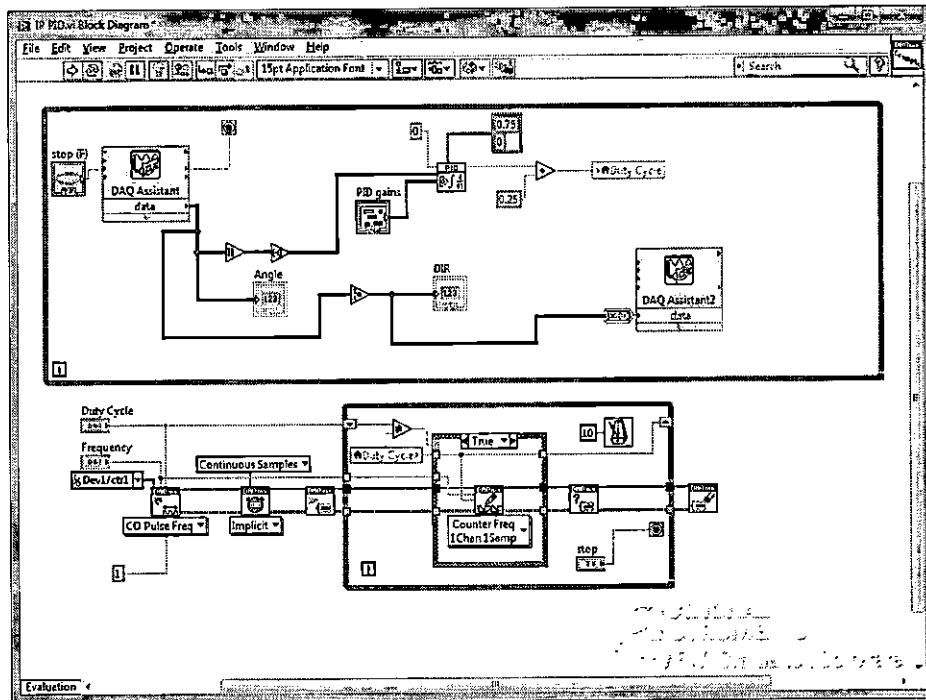 IP PID.vi Block Diagram *
File Edit View Project Operate Tools Window Help
15pt Application Font
Search
stop (F)
DAQ Assistant
data
0
0.75
0
PID
PID gains
0.25
Duty Cycle
Angle
123
DIR
123
DAQ Assistant2
data
i
Duty Cycle
Frequency
Dev1/ctr1
CO Pulse Freq
1
Continuous Samples
Implicit
Duty Cycle
True
Counter Freq
1Chan 1Samp
10
stop
i
Evaluation